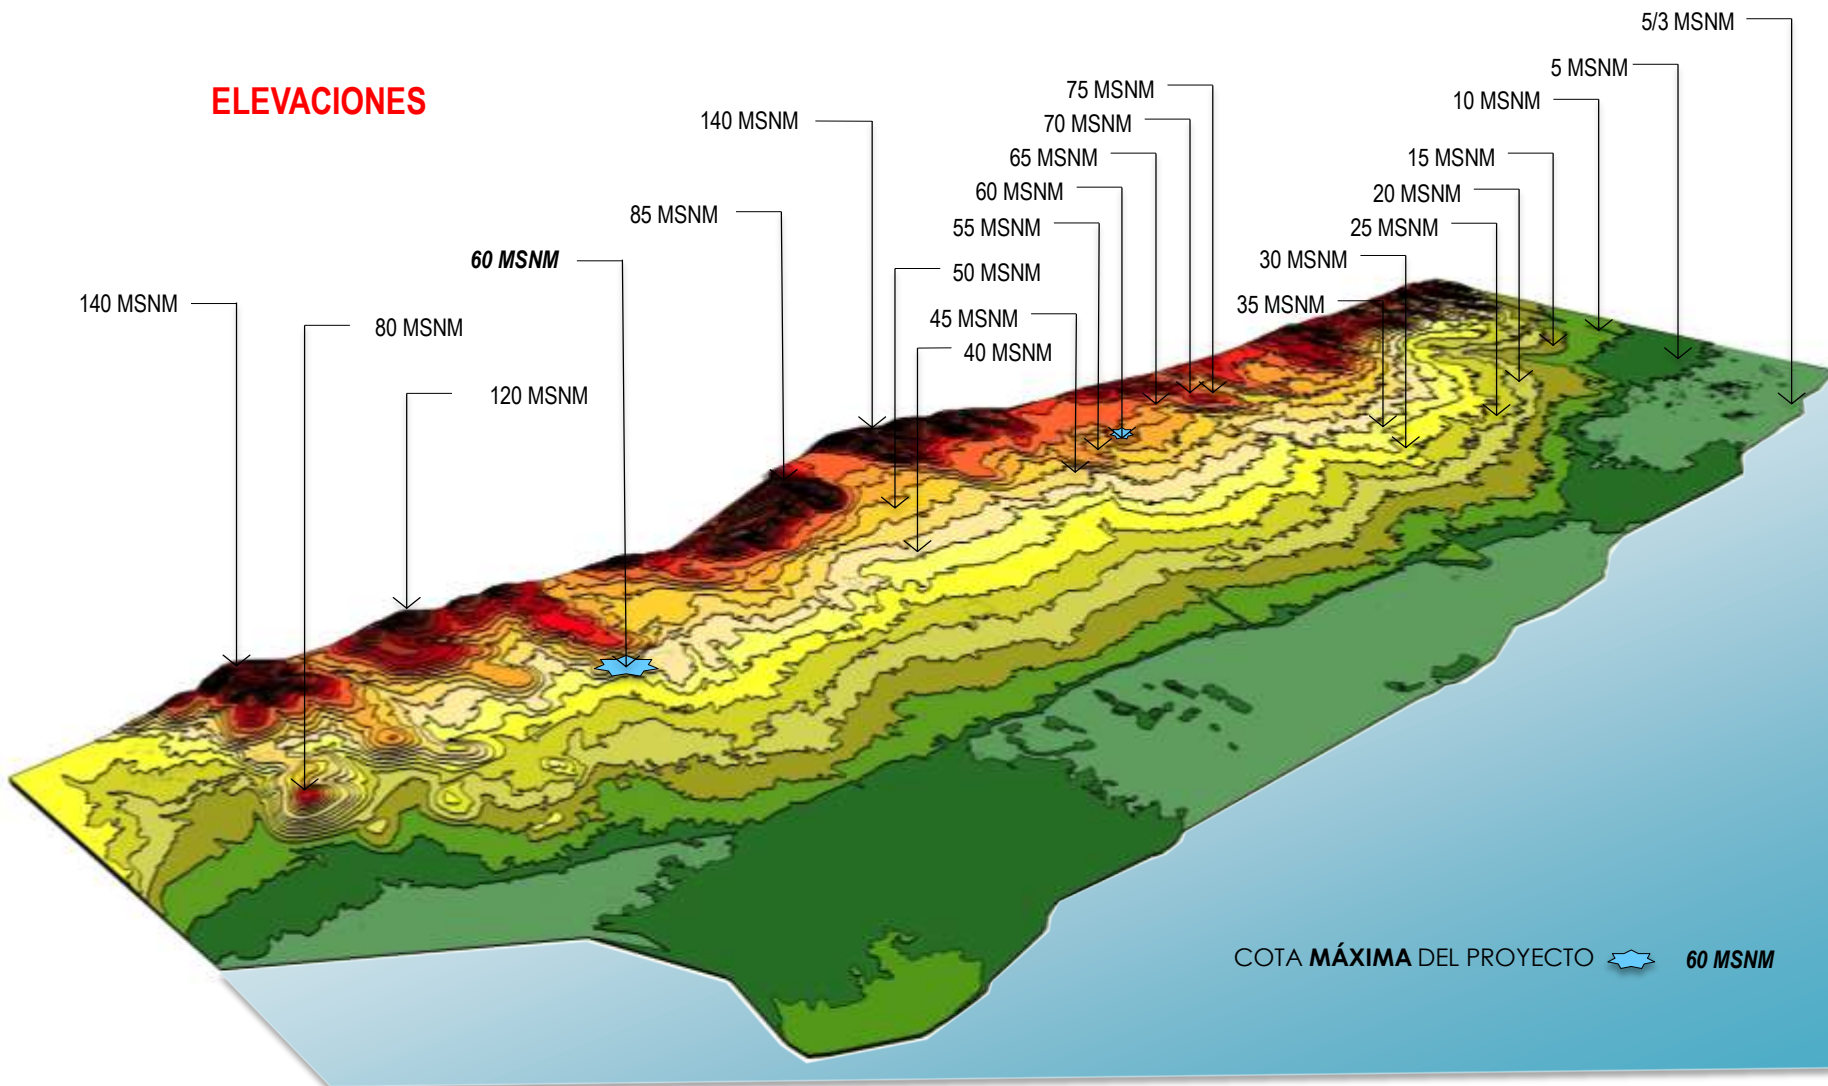 5/3 MSNM
5 MSNM
ELEVACIONES
75 MSNM
10 MSNM
140 MSNM
70 MSNM
65 MSNM
15 MSNM
60 MSNM
20 MSNM
85 MSNM
55 MSNM
25 MSNM
60 MSNM
50 MSNM
30 MSNM
140 MSNM
80 MSNM
45 MSNM
35 MSNM
40 MSNM
120 MSNM
COTA MÁXIMA DEL PROYECTO 60 MSNM